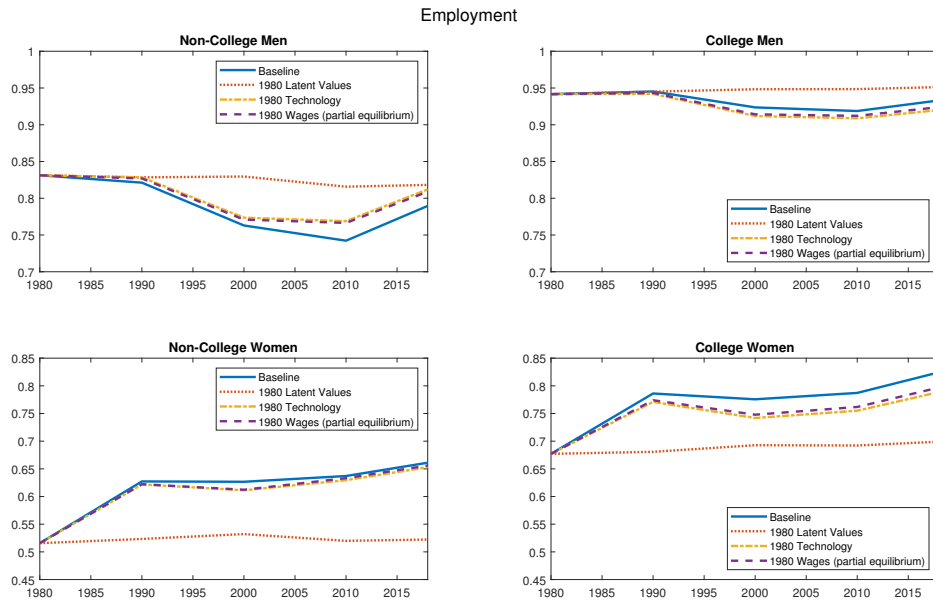 Employment
Non-College Men
1
0.95
0.9
0.85
0.8
0.75
0.7
1980 1985 1990 1995 2000 2005 2010 2015
Baseline
1980 Latent Values
1980 Technology
1980 Wages (partial equilibrium)
College Men
1
0.95
0.9
0.85
0.8
0.75
0.7
1980 1985 1990 1995 2000 2005 2010 2015
Baseline
1980 Latent Values
1980 Technology
1980 Wages (partial equilibrium)
Non-College Women
0.85
0.8
0.75
0.7
0.65
0.6
0.55
0.5
0.45
1980 1985 1990 1995 2000 2005 2010 2015
Baseline
1980 Latent Values
1980 Technology
1980 Wages (partial equilibrium)
College Women
0.85
0.8
0.75
0.7
0.65
0.6
0.55
0.5
0.45
1980 1985 1990 1995 2000 2005 2010 2015
Baseline
1980 Latent Values
1980 Technology
1980 Wages (partial equilibrium)